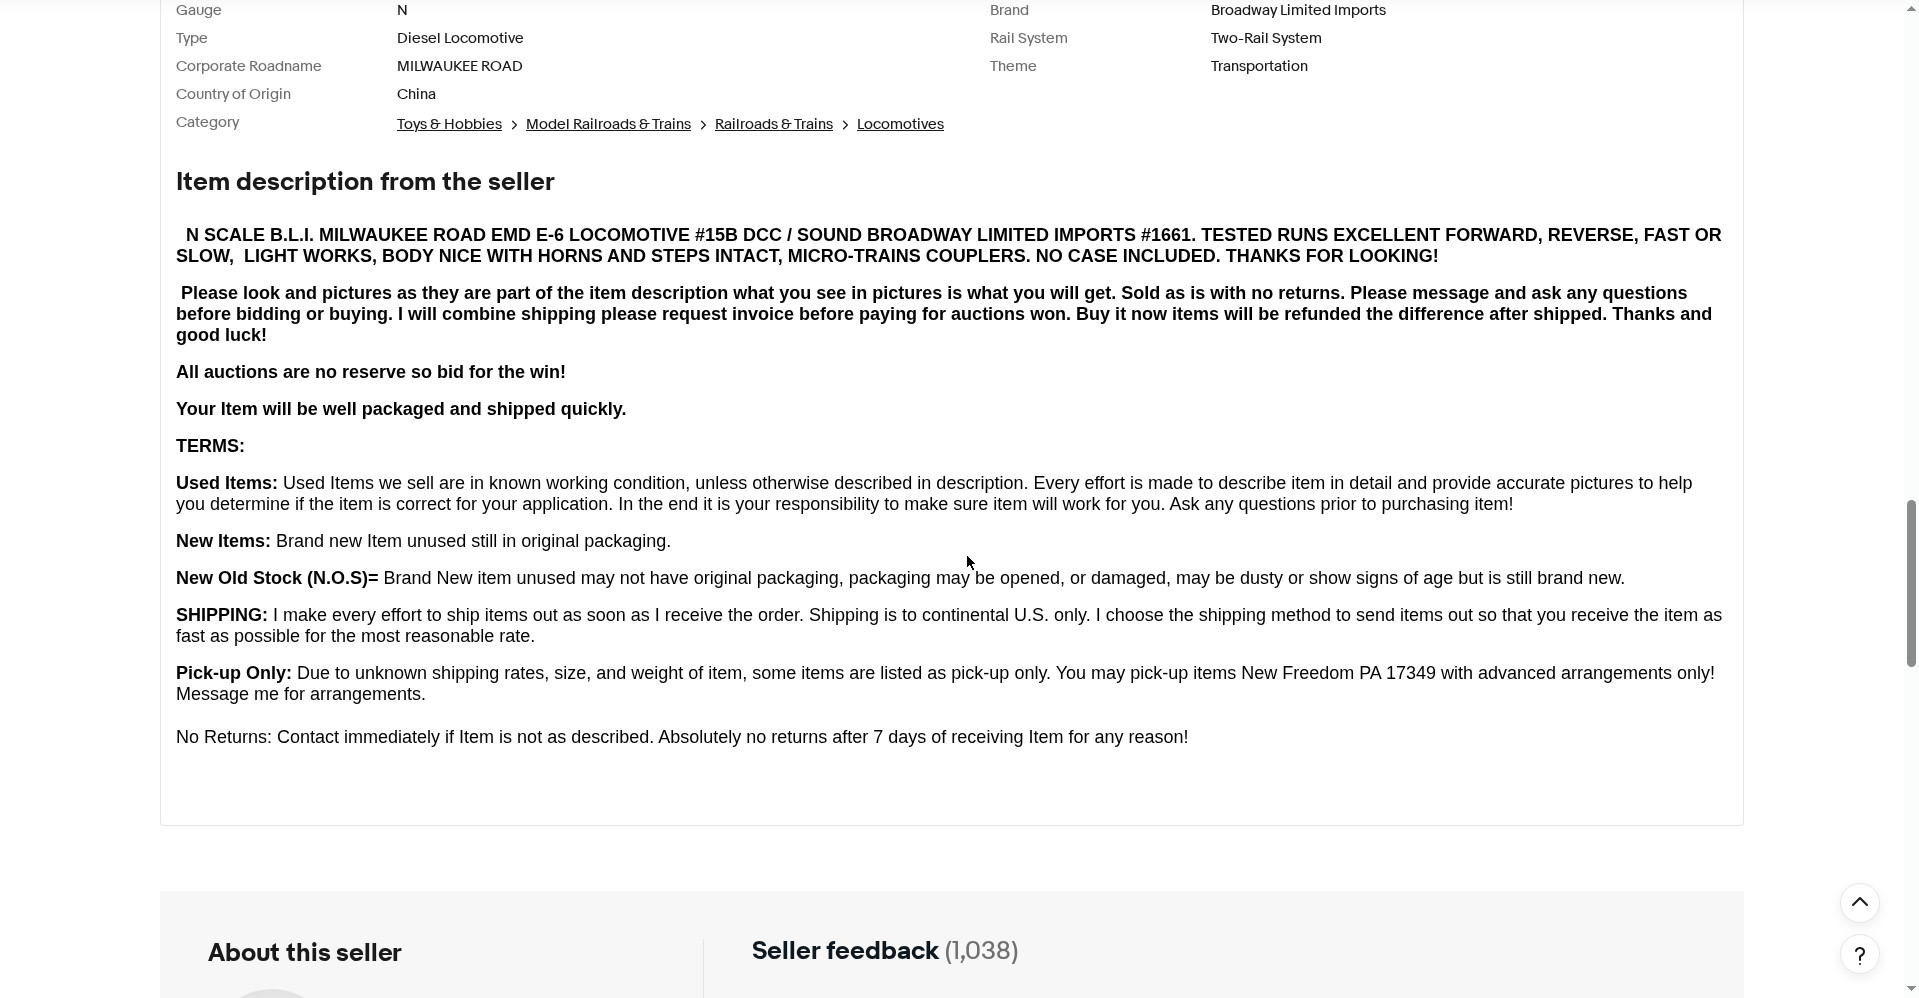 Gauge N Brand Broadway Limited Imports
Type Diesel Locomotive Rail System Two-Rail System
Corporate Roadname MILWAUKEE ROAD Theme Transportation
Country of Origin China
Category Toys & Hobbies > Model Railroads & Trains > Railroads & Trains > Locomotives
Item description from the seller
N SCALE B.L.I. MILWAUKEE ROAD EMD E-6 LOCOMOTIVE #15B DCC / SOUND BROADWAY LIMITED IMPORTS #1661. TESTED RUNS EXCELLENT FORWARD, REVERSE, FAST OR
SLOW,  LIGHT WORKS, BODY NICE WITH HORNS AND STEPS INTACT, MICRO-TRAINS COUPLERS. NO CASE INCLUDED. THANKS FOR LOOKING!
Please look and pictures as they are part of the item description what you see in pictures is what you will get. Sold as is with no returns. Please message and ask any questions
before bidding or buying. I will combine shipping please request invoice before paying for auctions won. Buy it now items will be refunded the difference after shipped. Thanks and
good luck!
All auctions are no reserve so bid for the win!
Your Item will be well packaged and shipped quickly.
TERMS:
Used Items: Used Items we sell are in known working condition, unless otherwise described in description. Every effort is made to describe item in detail and provide accurate pictures to help
you determine if the item is correct for your application. In the end it is your responsibility to make sure item will work for you. Ask any questions prior to purchasing item!
New Items: Brand new Item unused still in original packaging.
New Old Stock (N.O.S)= Brand New item unused may not have original packaging, packaging may be opened, or damaged, may be dusty or show signs of age but is still brand new.
SHIPPING: I make every effort to ship items out as soon as I receive the order. Shipping is to continental U.S. only. I choose the shipping method to send items out so that you receive the item as
fast as possible for the most reasonable rate.
Pick-up Only: Due to unknown shipping rates, size, and weight of item, some items are listed as pick-up only. You may pick-up items New Freedom PA 17349 with advanced arrangements only!
Message me for arrangements.
No Returns: Contact immediately if Item is not as described. Absolutely no returns after 7 days of receiving Item for any reason!
About this seller
Seller feedback (1,038)
?